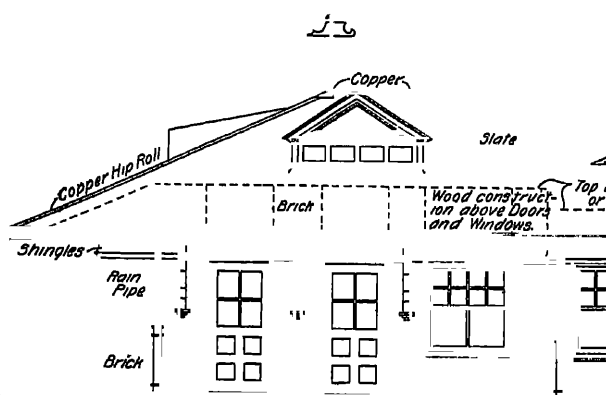 Copper
Slate
Copper Hip Roll
Brick
Wood construct-
ion above Doors
and Windows.
Top
or
Shingles
Rain
Pipe
Brick